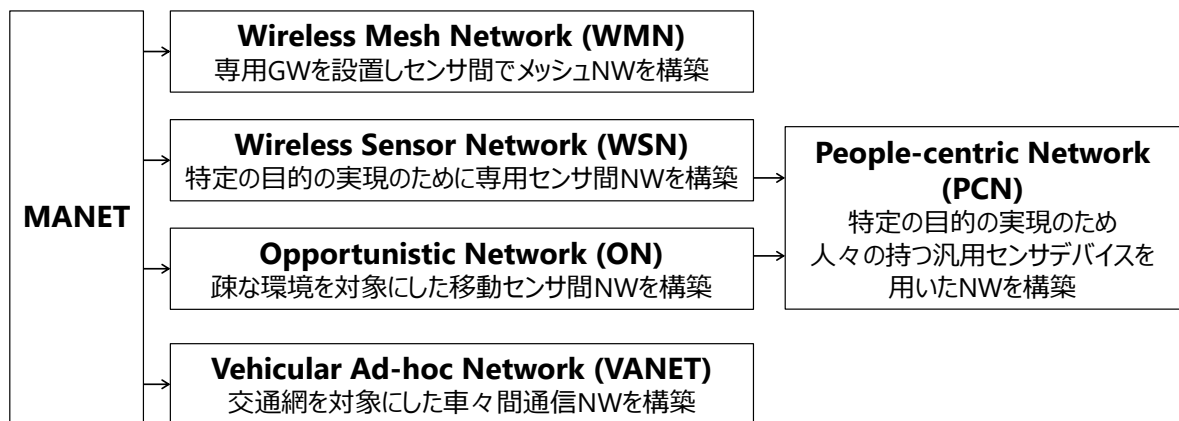 MANET
Wireless Mesh Network (WMN)
専用GWを設置しセンサ間でメッシュNWを構築
Wireless Sensor Network (WSN)
特定の目的の実現のために専用センサ間NWを構築
Opportunistic Network (ON)
疎な環境を対象にした移動センサ間NWを構築
Vehicular Ad-hoc Network (VANET)
交通網を対象にした車々間通信NWを構築
People-centric Network
(PCN)
特定の目的の実現のため
人々の持つ汎用センサデバイスを
用いたNWを構築